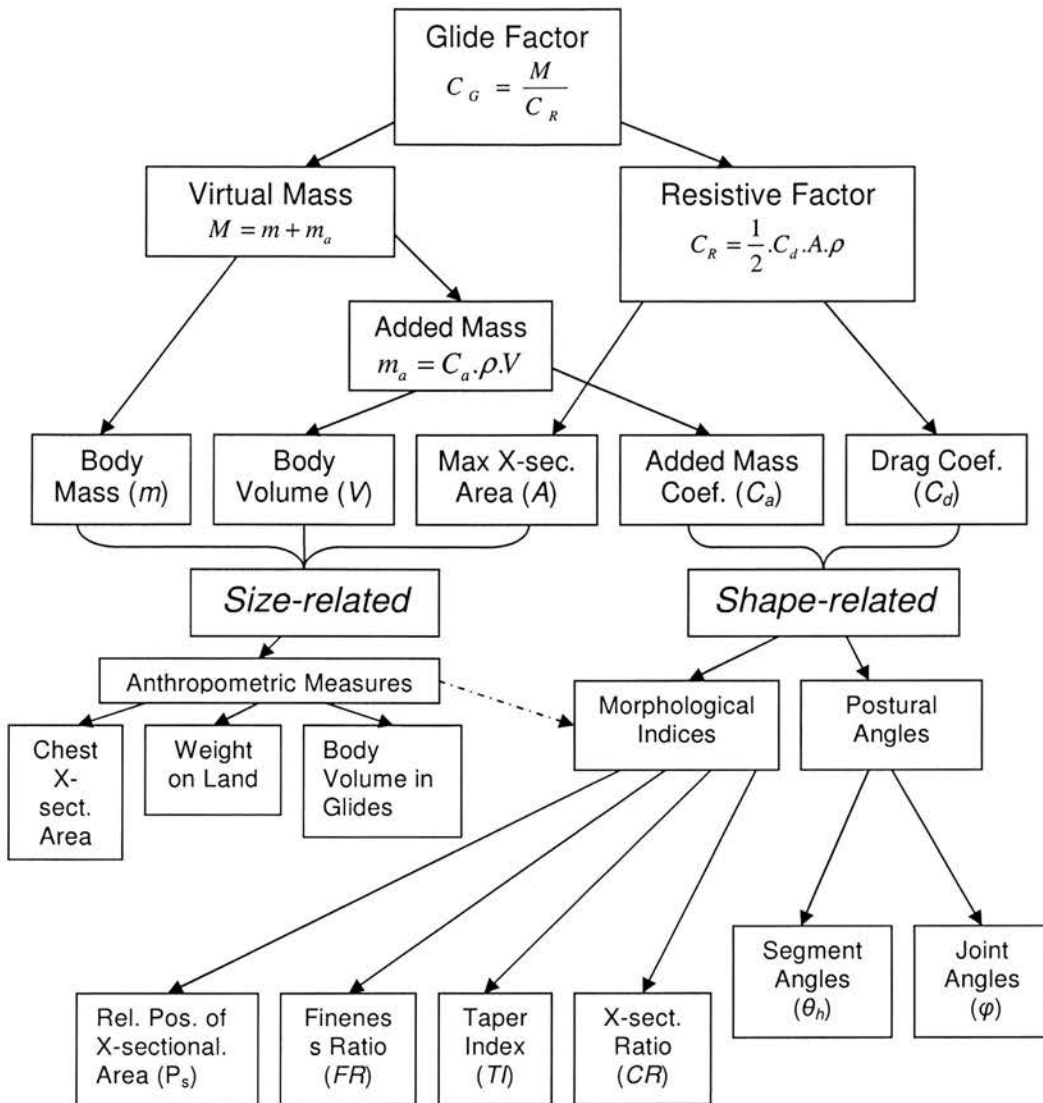 Glide Factor
C_G = M / C_R
Virtual Mass
M = m + m_a
Resistive Factor
C_R = 1/2 .C_d.A.ρ
Added Mass
m_a = C_a.ρ.V
Body
Mass (m)
Body
Volume (V)
Max X-sec.
Area (A)
Added Mass
Coef. (C_a)
Drag Coef.
(C_d)
Size-related
Shape-related
Anthropometric Measures
Morphological
Indices
Postural
Angles
Chest
X-
sect.
Area
Weight
on Land
Body
Volume in
Glides
Segment
Angles
(θ_h)
Joint
Angles
(φ)
Rel. Pos. of
X-sectional.
Area (P_s)
Finenes
s Ratio
(FR)
Taper
Index
(TI)
X-sect.
Ratio
(CR)